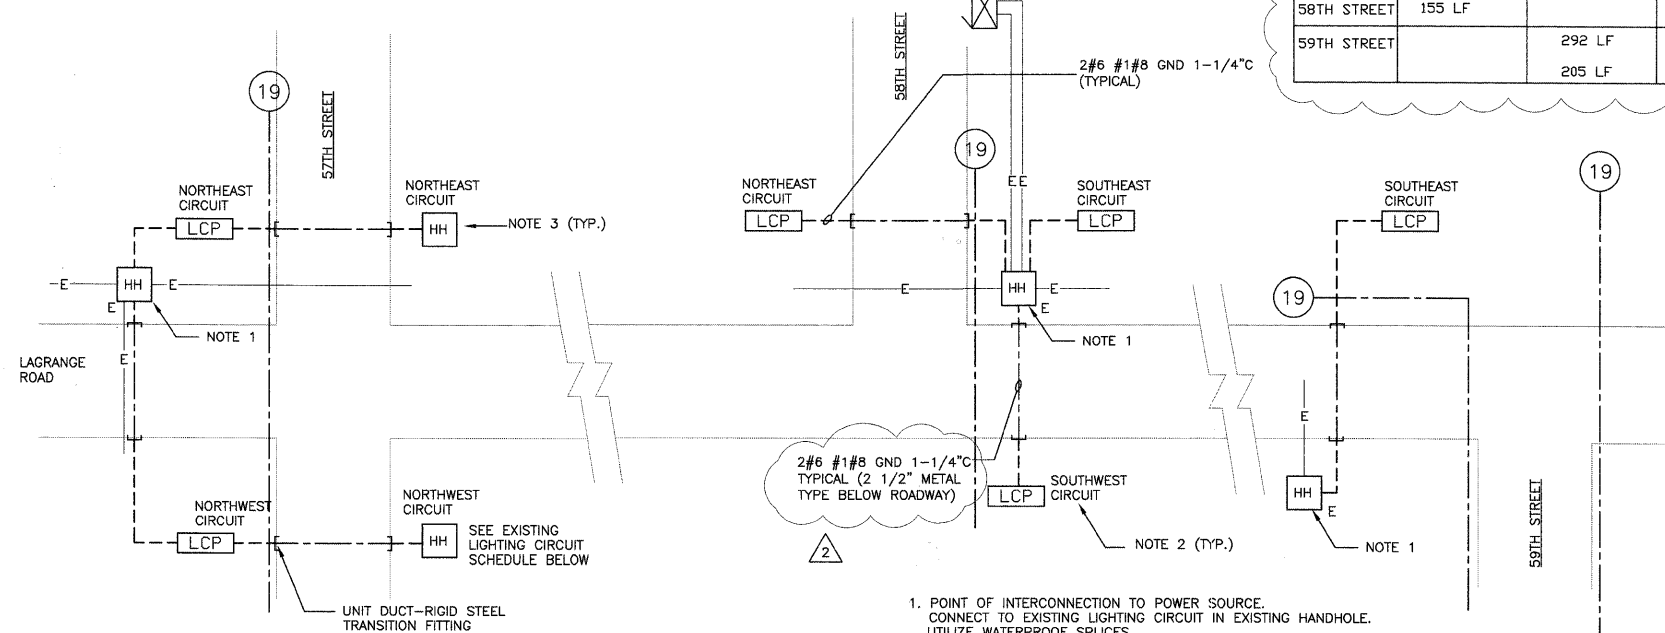 58TH STREET 155 LF
59TH STREET 292 LF
205 LF
58TH STREET
2#6 #1#8 GND 1-1/4"C
(TYPICAL)
19
57TH STREET
19
19
NORTHEAST
CIRCUIT
LCP
NORTHEAST
CIRCUIT
HH
NOTE 3 (TYP.)
NORTHEAST
CIRCUIT
LCP
E E
SOUTHEAST
CIRCUIT
LCP
SOUTHEAST
CIRCUIT
LCP
E HH E
E
NOTE 1
E
E HH E
E
NOTE 1
19
LAGRANGE
ROAD
E
2#6 #1#8 GND 1-1/4"C
TYPICAL (2 1/2" METAL
TYPE BELOW ROADWAY)
2
LCP
SOUTHWEST
CIRCUIT
NOTE 2 (TYP.)
HH
E
NOTE 1
59TH STREET
NORTHWEST
CIRCUIT
LCP
NORTHWEST
CIRCUIT
HH
SEE EXISTING
LIGHTING CIRCUIT
SCHEDULE BELOW
UNIT DUCT-RIGID STEEL
TRANSITION FITTING
1. POINT OF INTERCONNECTION TO POWER SOURCE.
CONNECT TO EXISTING LIGHTING CIRCUIT IN EXISTING HANDHOLE.
UTILIZE WATERPROOF SPLICES